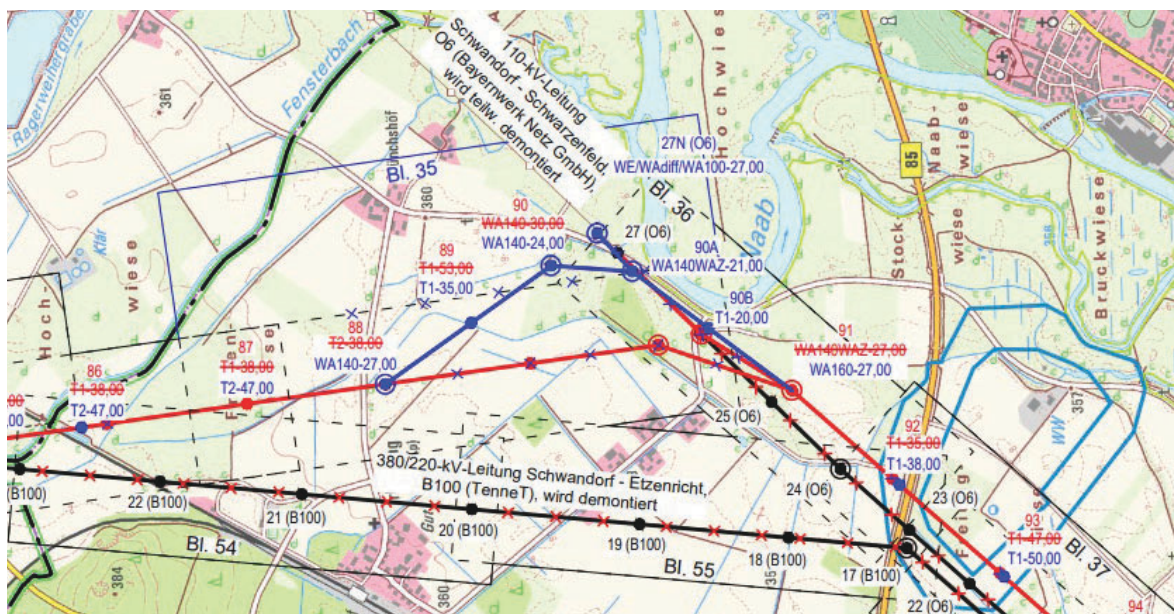 Ragerweihergraben
Fensterbach
361
110-kV-Leitung
Schwandorf - Schwarzenfeld,
O6 (Bayernwerk Netz GmbH),
wird teilw. demontiert
Hochwiese
85
Naab-
wiese
27N (O6)
WE/WAdiff/WA100-27,00
Bl. 35
360
Bl. 36
90
WA140-30,00
WA140-24,00
27 (O6)
90A
WA140WAZ-21,00
Naab
Stock
wiese
Bruckwiese
Hoch-
wiese
89
T1-53,00
T1-35,00
90B
T1-20,00
88
T2-38,00
WA140-27,00
91
WA140WAZ-27,00
WA160-27,00
87
T1-38,00
T2-47,00
86
T1-38,00
T2-47,00
357
WW
25 (O6)
92
T1-35,00
T1-38,00
380/220-kV-Leitung Schwandorf - Etzenricht,
B100 (TenneT), wird demontiert
24 (O6)
23 (O6)
(B100)
22 (B100)
21 (B100)
20 (B100)
19 (B100)
18 (B100)
17 (B100)
93
T1-47,00
T1-50,00
Bl. 37
Bl. 54
Bl. 55
384
360
22 (O6)
94